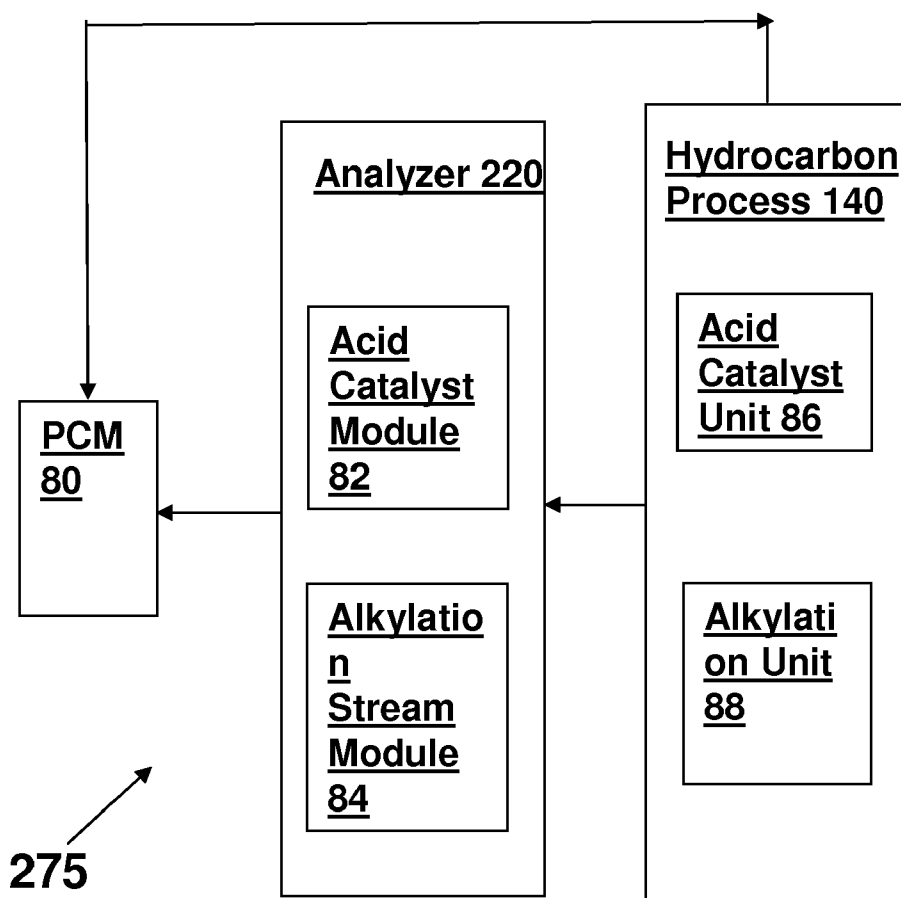 Analyzer 220
Hydrocarbon
Process 140
Acid
Catalyst
Module
82
Acid
Catalyst
Unit 86
PCM
80
Alkylatio
n
Stream
Module
84
Alkylati
on Unit
88
275